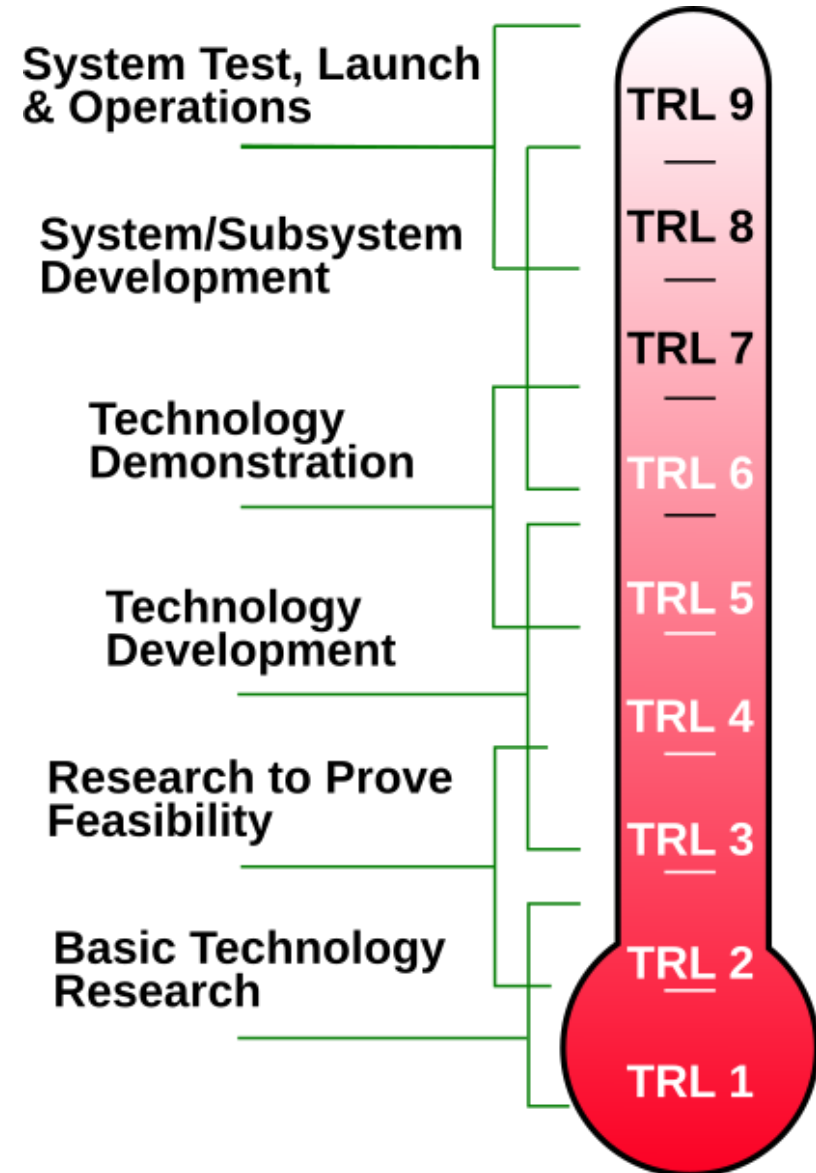 System Test, Launch
& Operations
System/Subsystem
Development
Technology
Demonstration
Technology
Development
Research to Prove
Feasibility
Basic Technology
Research
TRL 9
TRL 8
TRL 7
TRL 6
TRL 5
TRL 4
TRL 3
TRL 2
TRL 1